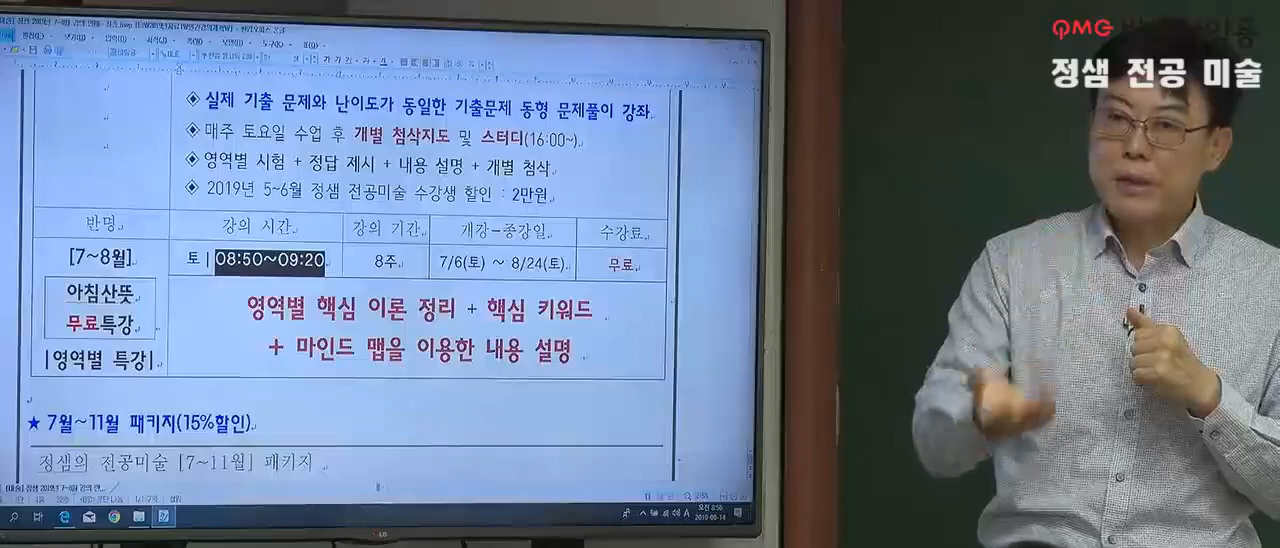 QMG
정샘 전공 미술
◈ 실제 기출 문제와 난이도가 동일한 기출문제 동형 문제풀이 강좌
◈ 매주 토요일 수업 후 개별 첨삭지도 및 스터디(16:00~)
◈ 영역별 시험 + 정답 제시 + 내용 설명 + 개별 첨삭
◈ 2019년 5~6월 정샘 전공미술 수강생 할인 : 2만원
반명 강의 시간 강의 기간 개강-종강일 수강료
[7~8월] 토 | 08:50~09:20 8주 7/6(토) ~ 8/24(토) 무료
아침산뜻
무료특강
|영역별 특강|
영역별 핵심 이론 정리 + 핵심 키워드
+ 마인드 맵을 이용한 내용 설명
★ 7월~11월 패키지(15%할인)
정샘의 전공미술 [7~11월] 패키지
오전 8:56
2019-06-14
LG